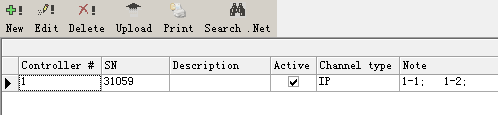 New Edit Delete Upload Print Search .Net
Controller # SN Description Active Channel type Note
1 31059 IP 1-1; 1-2;